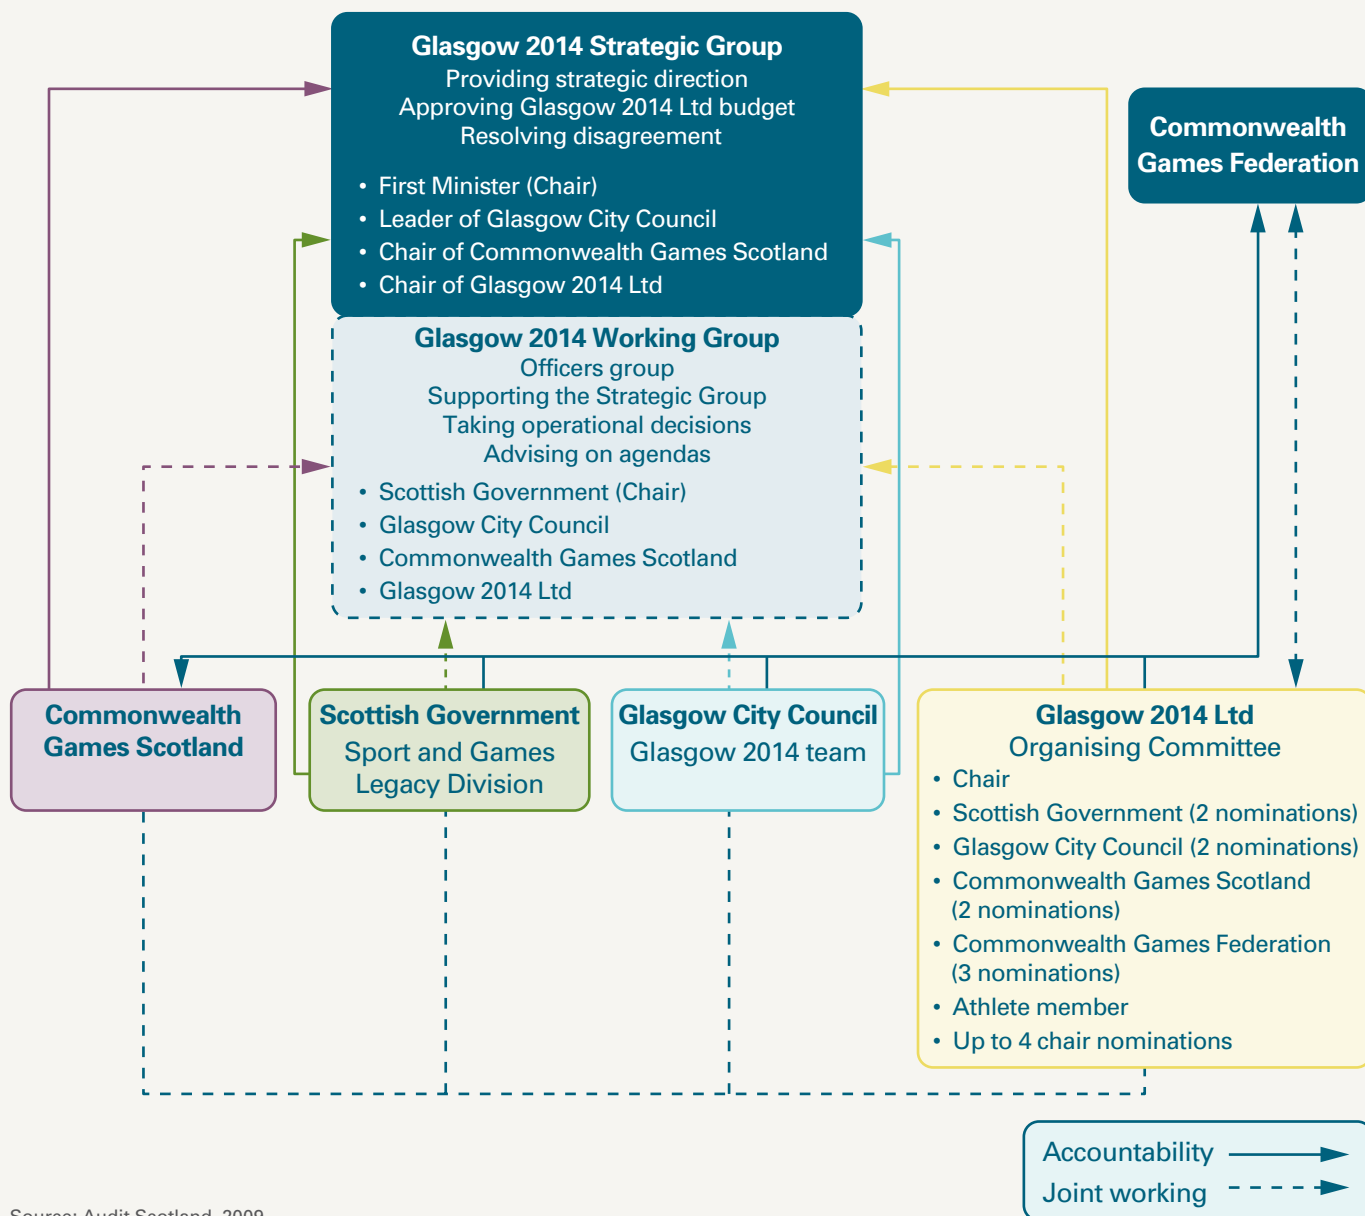 Glasgow 2014 Strategic Group
Providing strategic direction
Approving Glasgow 2014 Ltd budget
Resolving disagreement
• First Minister (Chair)
• Leader of Glasgow City Council
• Chair of Commonwealth Games Scotland
• Chair of Glasgow 2014 Ltd
Commonwealth
Games Federation
Glasgow 2014 Working Group
Officers group
Supporting the Strategic Group
Taking operational decisions
Advising on agendas
• Scottish Government (Chair)
• Glasgow City Council
• Commonwealth Games Scotland
• Glasgow 2014 Ltd
Commonwealth
Games Scotland
Scottish Government
Sport and Games
Legacy Division
Glasgow City Council
Glasgow 2014 team
Glasgow 2014 Ltd
Organising Committee
• Chair
• Scottish Government (2 nominations)
• Glasgow City Council (2 nominations)
• Commonwealth Games Scotland
(2 nominations)
• Commonwealth Games Federation
(3 nominations)
• Athlete member
• Up to 4 chair nominations
Accountability
Joint working
Source: Audit Scotland, 2009